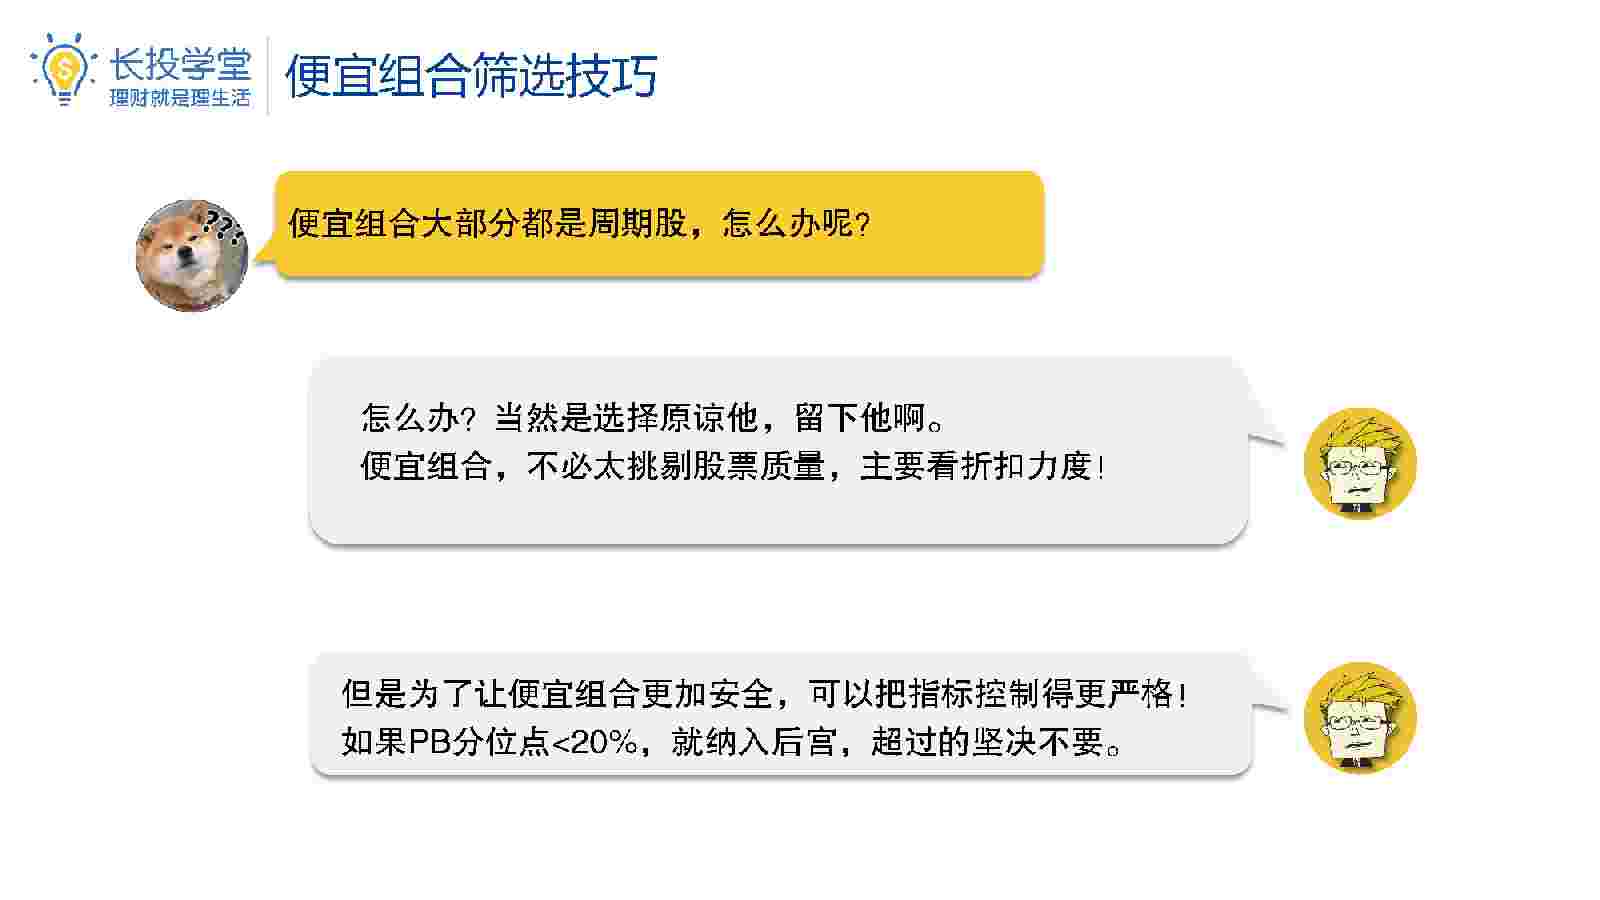 长投学堂
理财就是理生活
便宜组合筛选技巧
???
便宜组合大部分都是周期股，怎么办呢？
怎么办？当然是选择原谅他，留下他啊。
便宜组合，不必太挑剔股票质量，主要看折扣力度！
但是为了让便宜组合更加安全，可以把指标控制得更严格！
如果PB分位点<20%，就纳入后宫，超过的坚决不要。